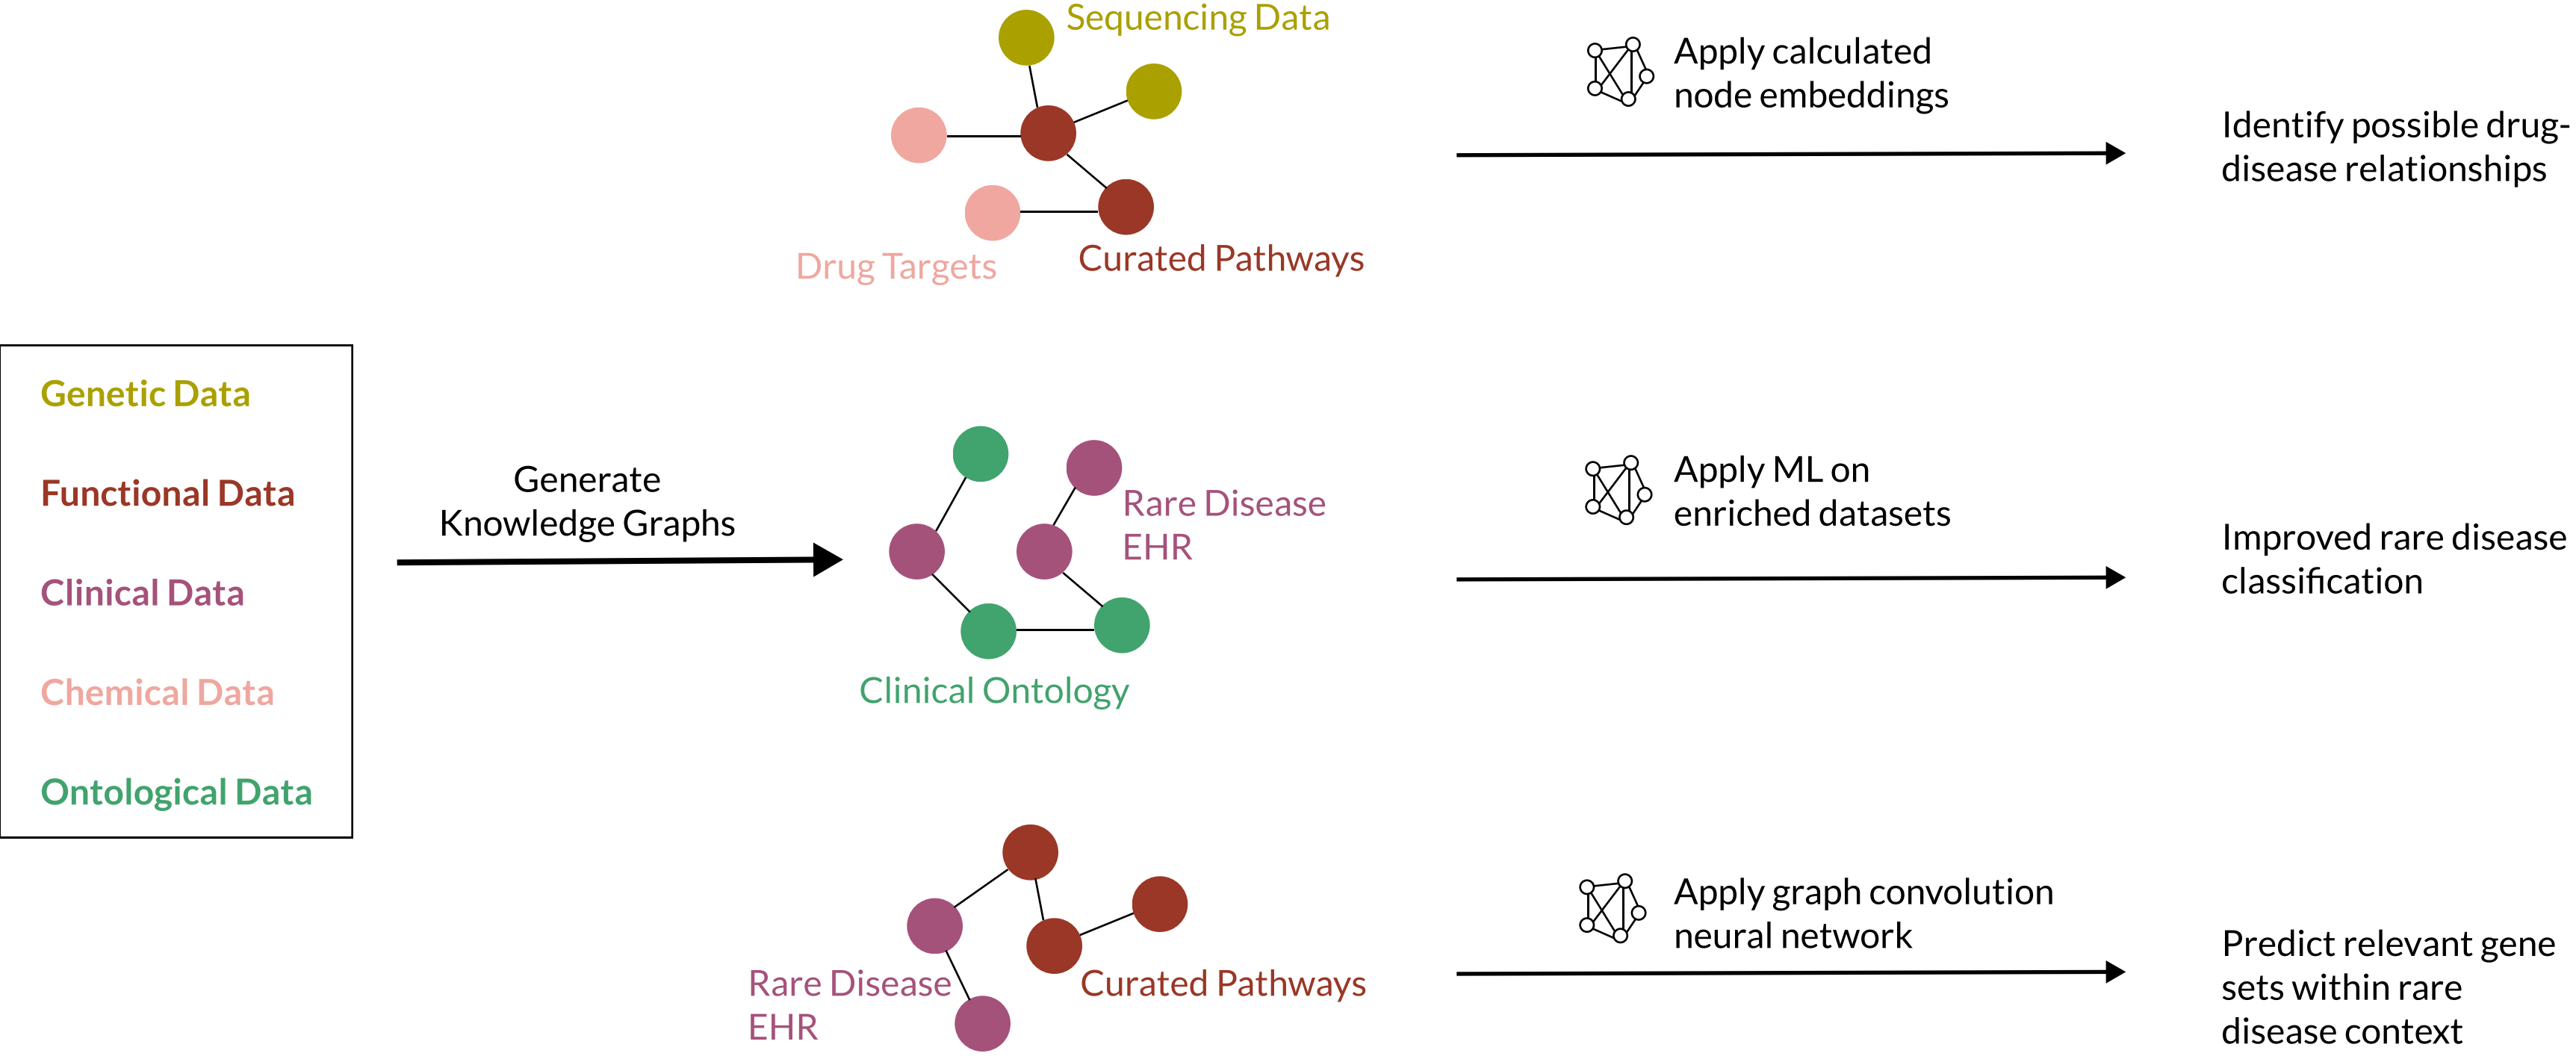 Sequencing Data
Drug Targets
Curated Pathways
Apply calculated
node embeddings
Identify possible drug-
disease relationships
Genetic Data
Functional Data
Clinical Data
Chemical Data
Ontological Data
Generate
Knowledge Graphs
Rare Disease
EHR
Clinical Ontology
Apply ML on
enriched datasets
Improved rare disease
classification
Rare Disease
EHR
Curated Pathways
Apply graph convolution
neural network
Predict relevant gene
sets within rare
disease context